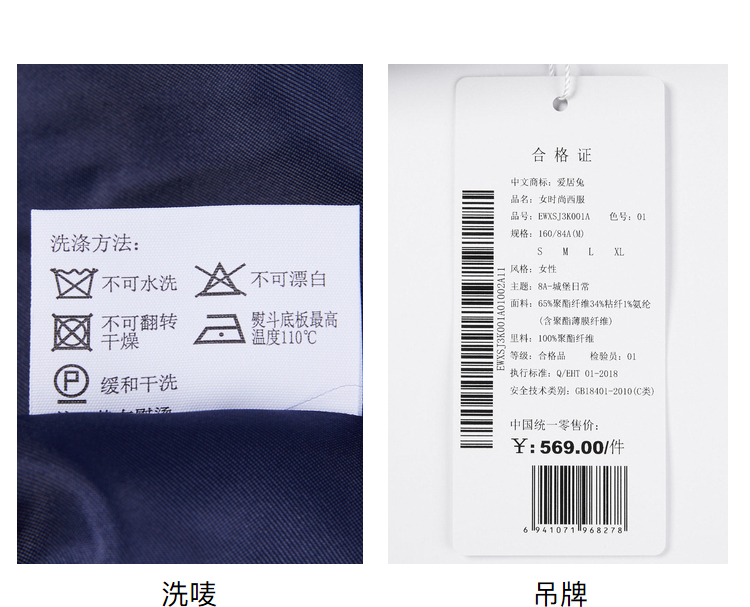 洗涤方法：
不可水洗
不可漂白
不可翻转
干燥
熨斗底板最高
温度110℃
P
缓和干洗
合格证
中文商标：爱居兔
品名：女时尚西服
品号：EWXSJ3K001A 色号：01
规格：160/84A(M)
S M L XL
风格：女性
主题：8A-城堡日常
面料：65%聚酯纤维34%粘纤1%氨纶
(含聚酯薄膜纤维)
里料：100%聚酯纤维
等级：合格品 检验员：01
执行标准：Q/EHT 01-2018
安全技术类别：GB18401-2010(C类)
EWXSJ3K001A01002A11
中国统一零售价：
¥:569.00/件
6 941071 968278
洗唛
吊牌